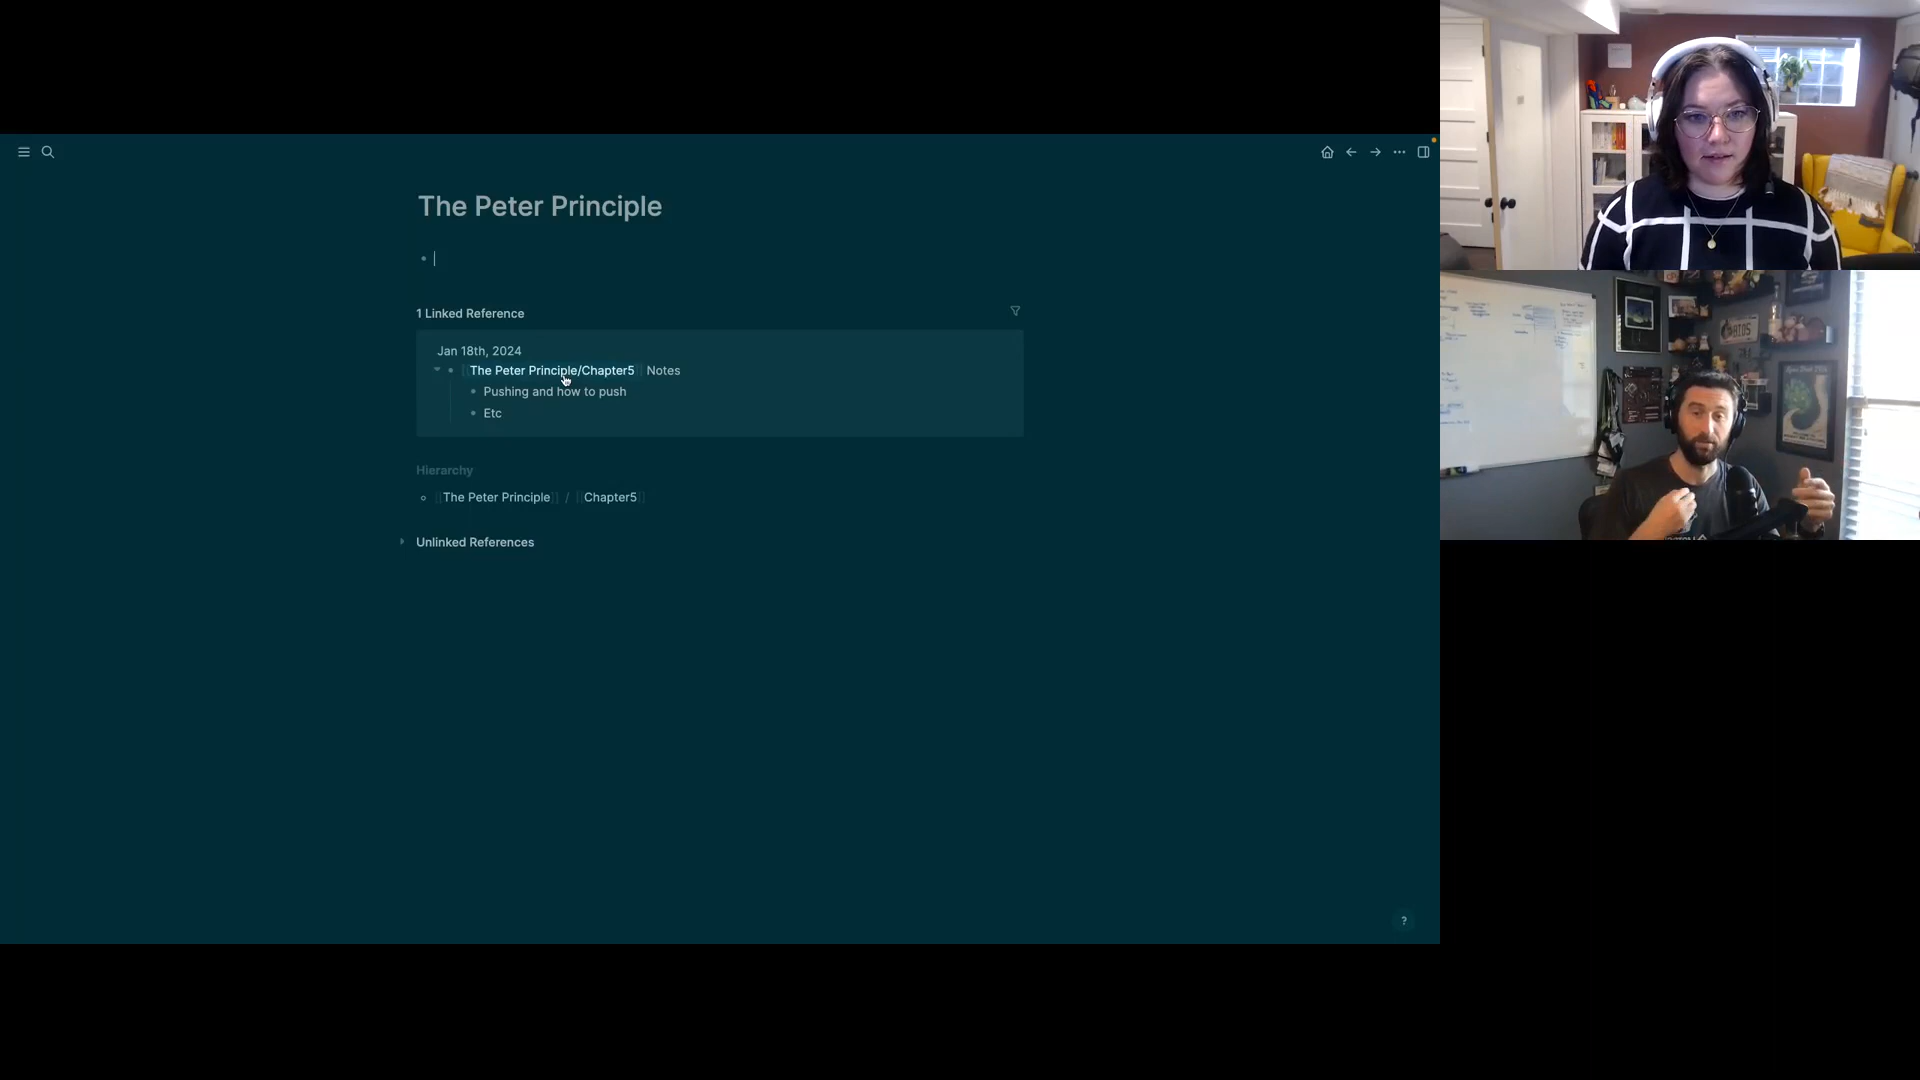 The Peter Principle
1 Linked Reference
Jan 18th, 2024
The Peter Principle/Chapter5 Notes
Pushing and how to push
Etc
Hierarchy
The Peter Principle / Chapter5
Unlinked References
?